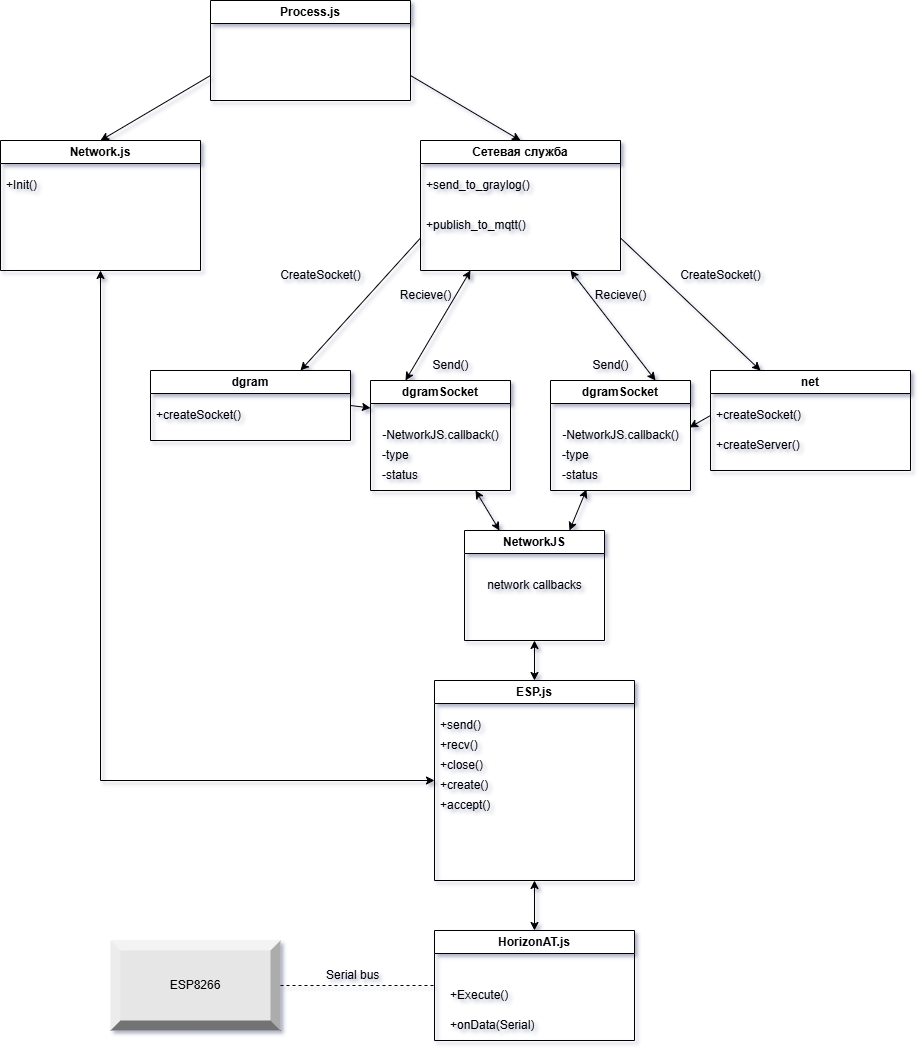 Process.js
Network.js
+Init()
Сетевая служба
+send_to_graylog()
+publish_to_mqtt()
CreateSocket()
Recieve()
Recieve()
CreateSocket()
Send()
Send()
dgram
+createSocket()
dgramSocket
-NetworkJS.callback()
-type
-status
dgramSocket
-NetworkJS.callback()
-type
-status
net
+createSocket()
+createServer()
NetworkJS
network callbacks
ESP.js
+send()
+recv()
+close()
+create()
+accept()
HorizonAT.js
+Execute()
+onData(Serial)
Serial bus
ESP8266